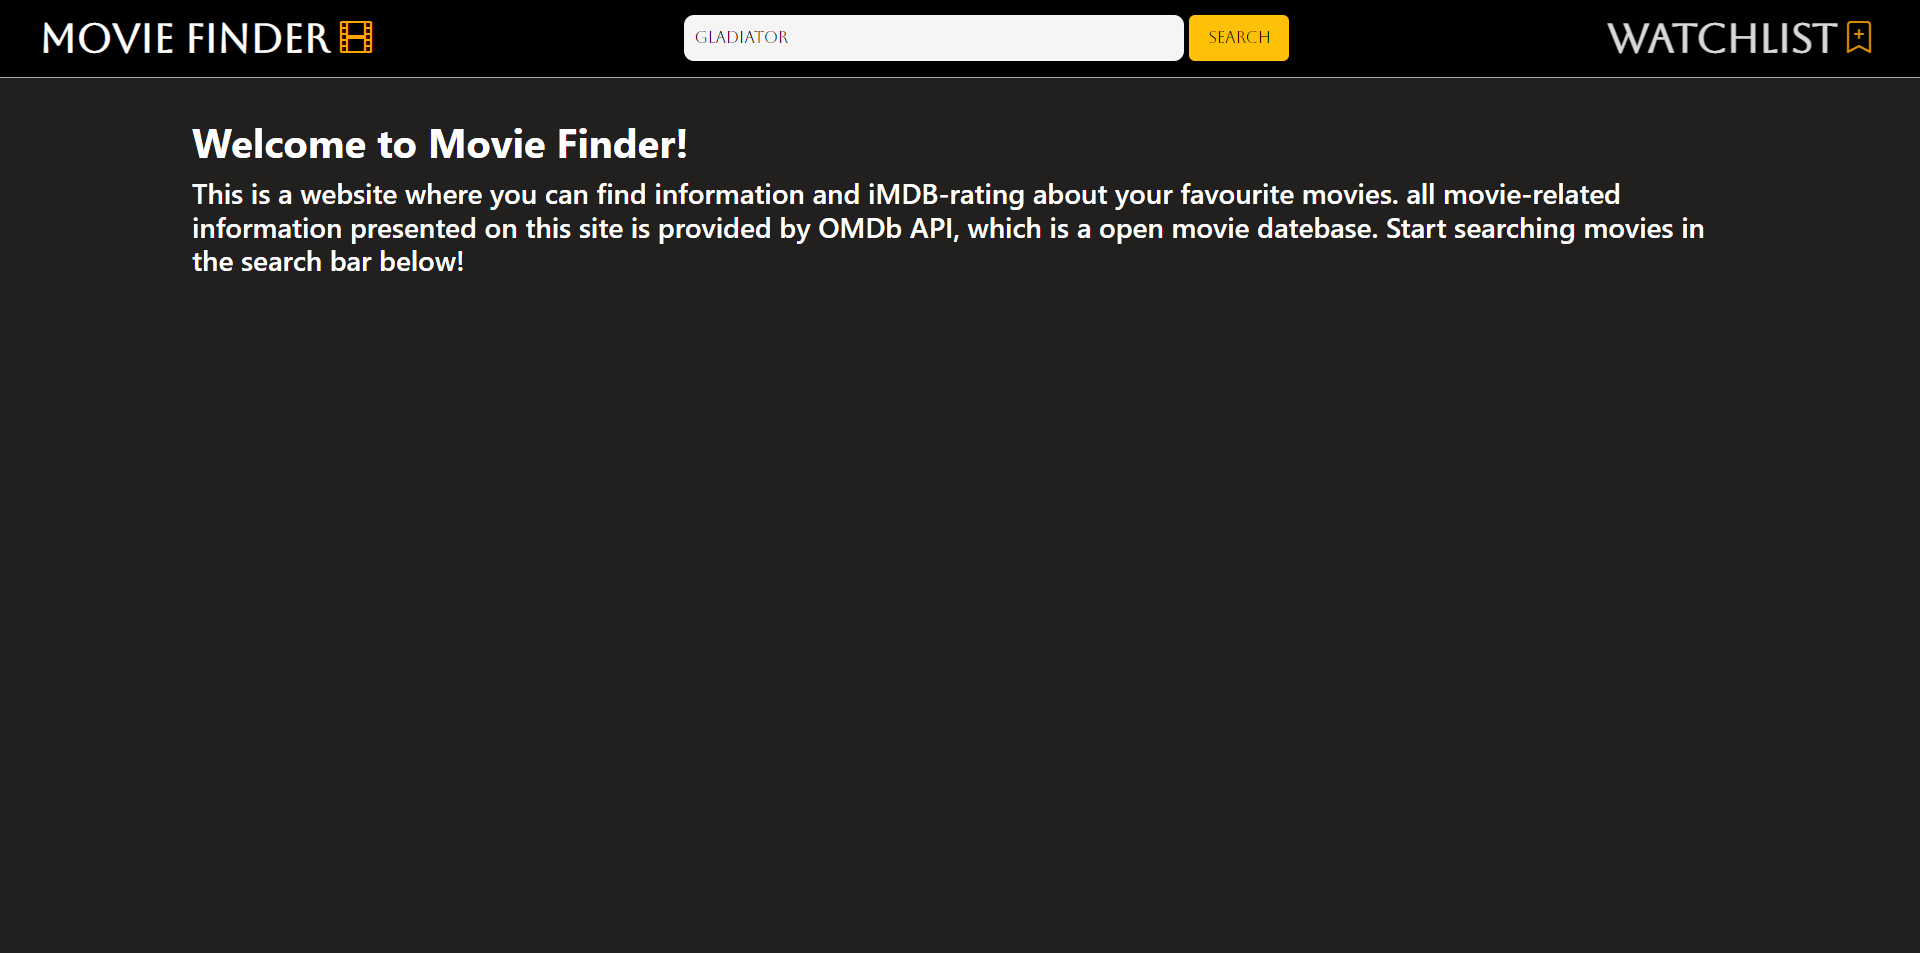 MOVIE FINDER
GLADIATOR
SEARCH
WATCHLIST
Welcome to Movie Finder!
This is a website where you can find information and iMDB-rating about your favourite movies. all movie-related
information presented on this site is provided by OMDb API, which is a open movie datebase. Start searching movies in
the search bar below!